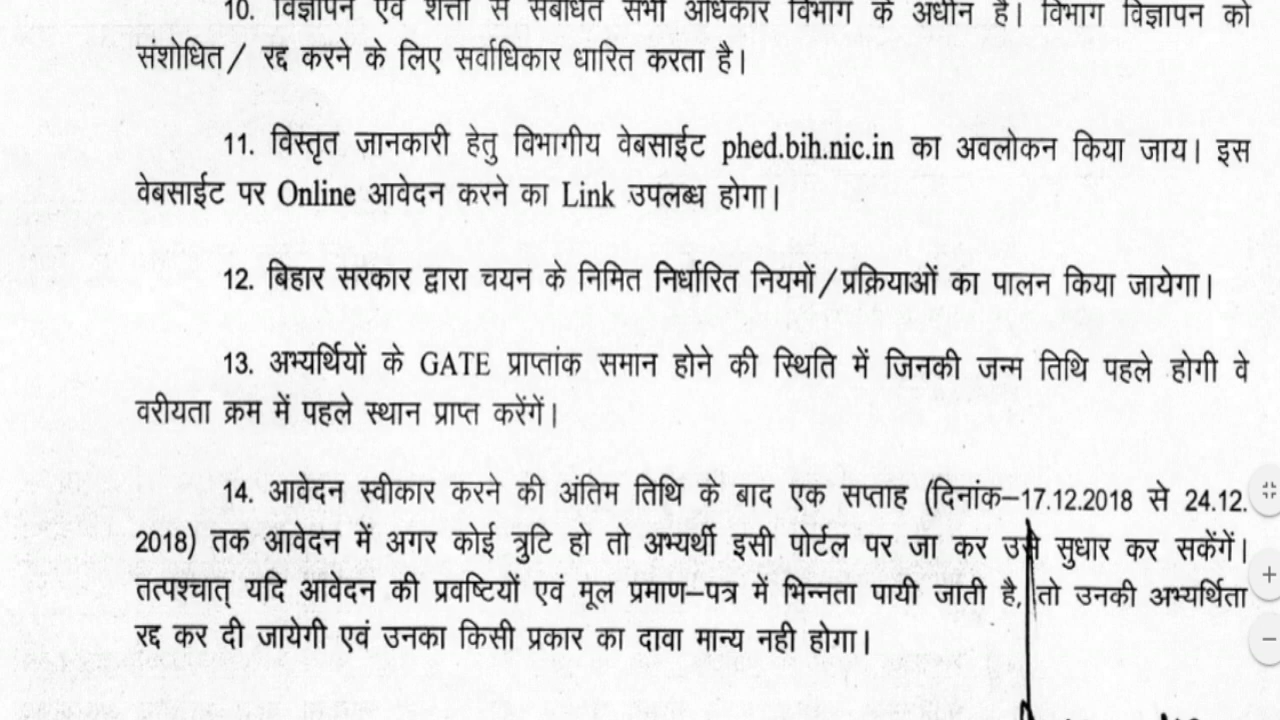 10. विज्ञापन एवं शर्त्तो से संबंधित सभी अधिकार विभाग के अधीन है। विभाग विज्ञापन को
संशोधित/ रद्द करने के लिए सर्वाधिकार धारित करता है।
11. विस्तृत जानकारी हेतु विभागीय वेबसाईट phed.bih.nic.in का अवलोकन किया जाय। इस
वेबसाईट पर Online आवेदन करने का Link उपलब्ध होगा।
12. बिहार सरकार द्वारा चयन के निमित निर्धारित नियमों/प्रक्रियाओं का पालन किया जायेगा।
13. अभ्यर्थियों के GATE प्राप्तांक समान होने की स्थिति में जिनकी जन्म तिथि पहले होगी वे
वरीयता क्रम में पहले स्थान प्राप्त करेंगें।
14. आवेदन स्वीकार करने की अंतिम तिथि के बाद एक सप्ताह (दिनांक–17.12.2018 से 24.12.
2018) तक आवेदन में अगर कोई त्रुटि हो तो अभ्यर्थी इसी पोर्टल पर जा कर उसे सुधार कर सकेंगें।
तत्पश्चात् यदि आवेदन की प्रवष्टियों एवं मूल प्रमाण–पत्र में भिन्नता पायी जाती है, तो उनकी अभ्यर्थिता
रद्द कर दी जायेगी एवं उनका किसी प्रकार का दावा मान्य नही होगा।